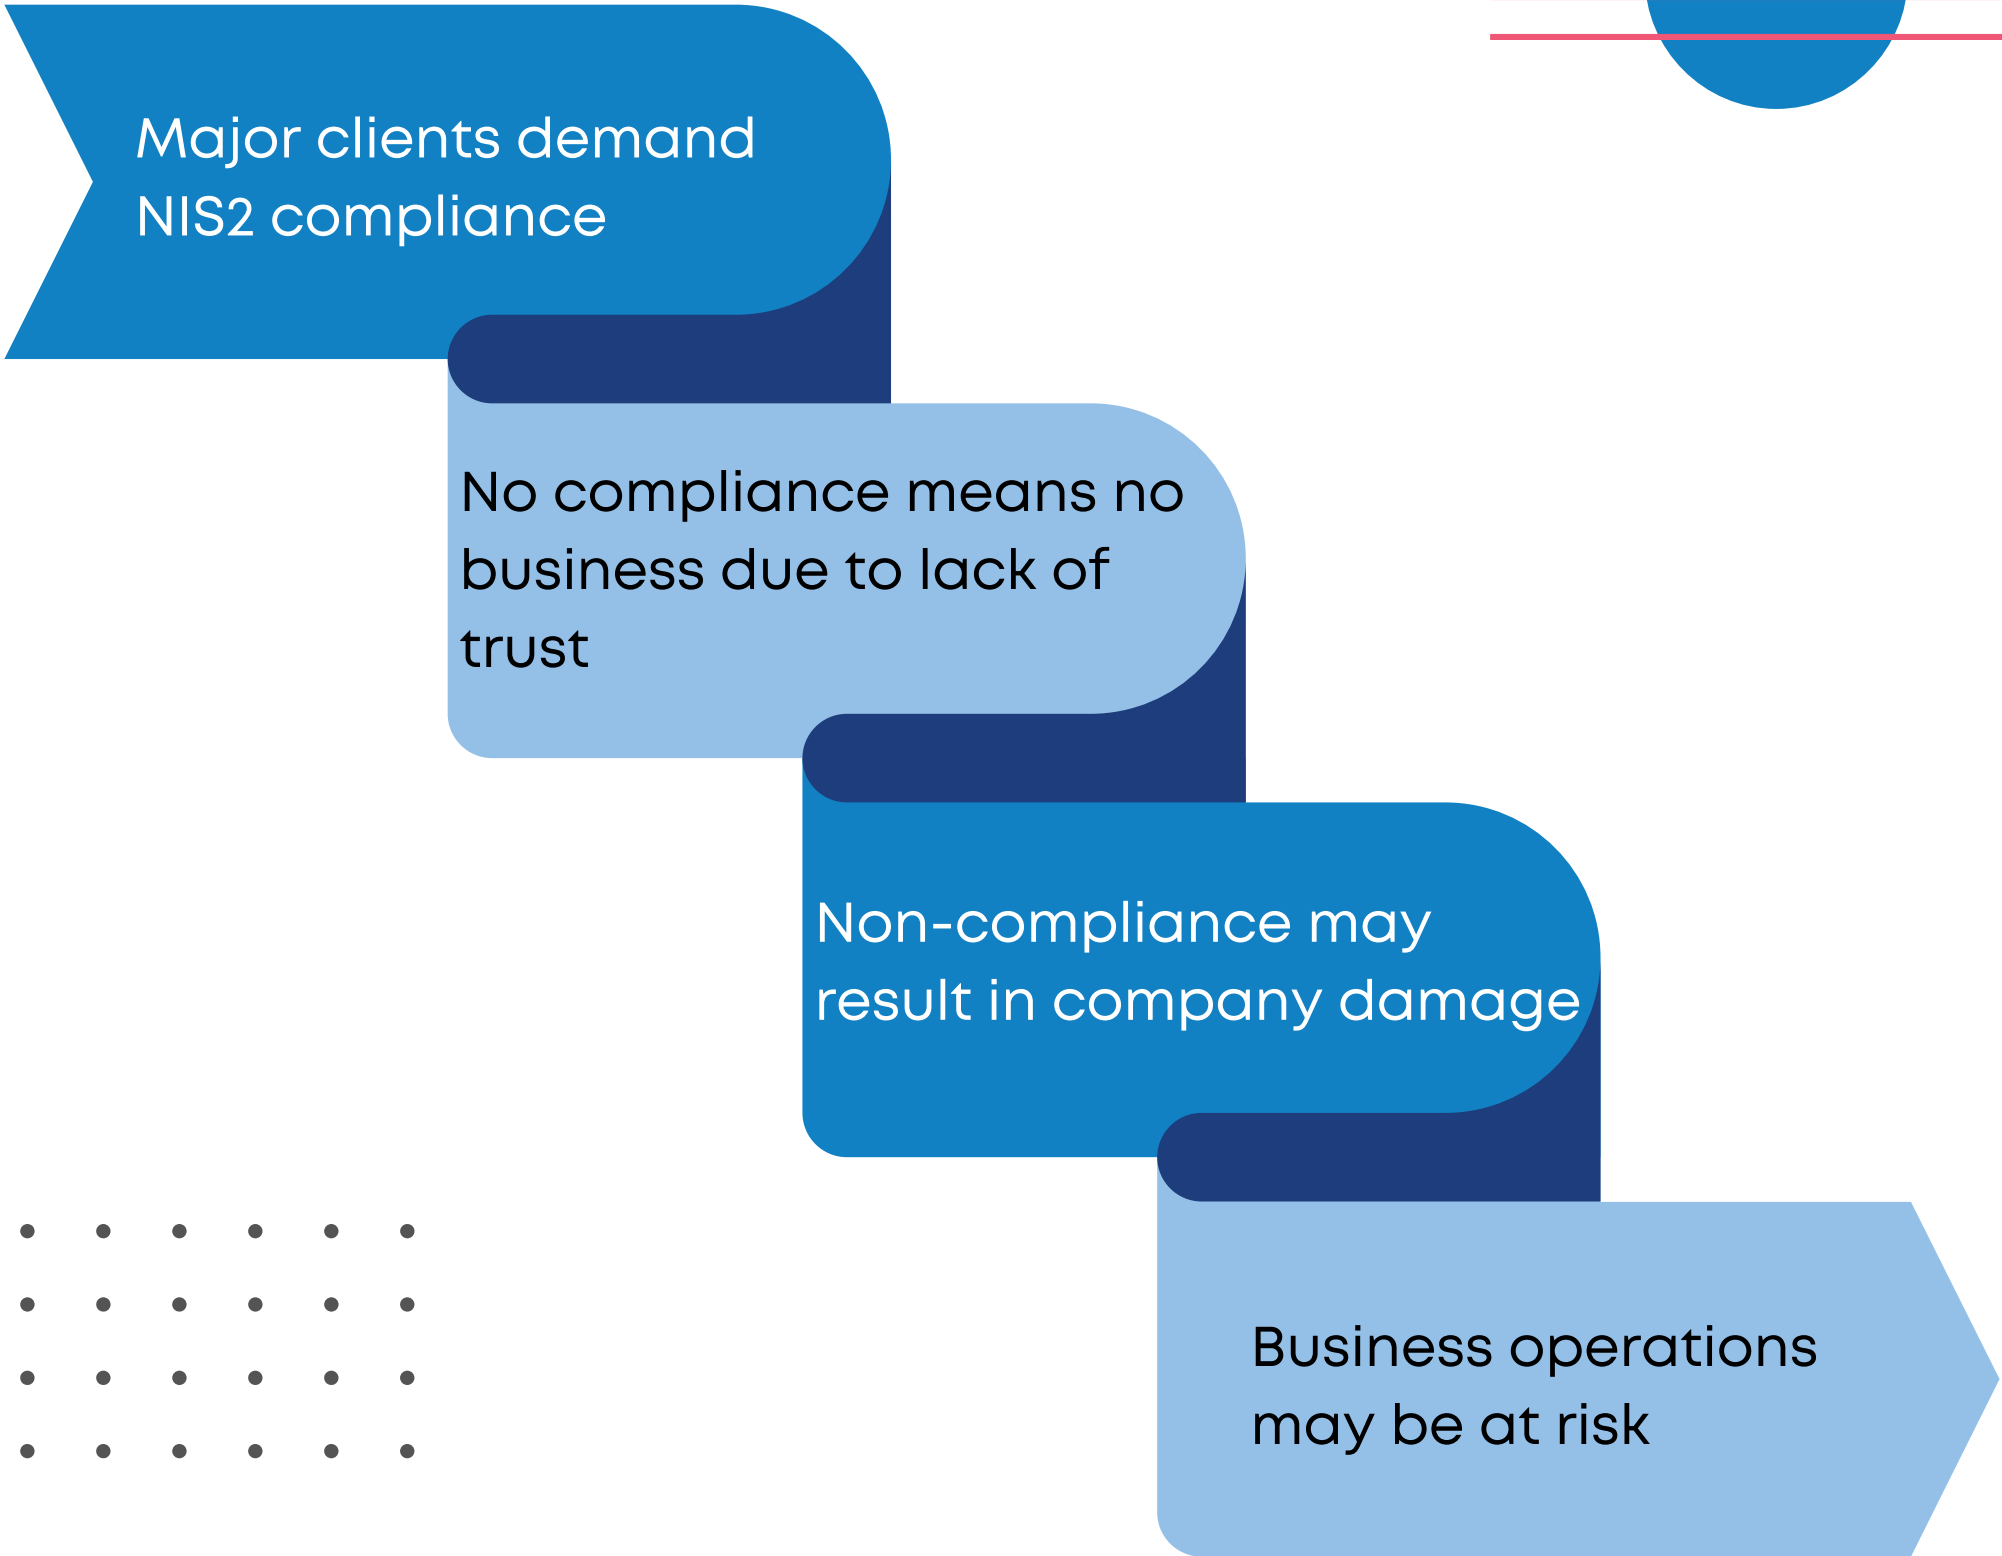 Major clients demand
NIS2 compliance
No compliance means no
business due to lack of
trust
Non-compliance may
result in company damage
Business operations
may be at risk